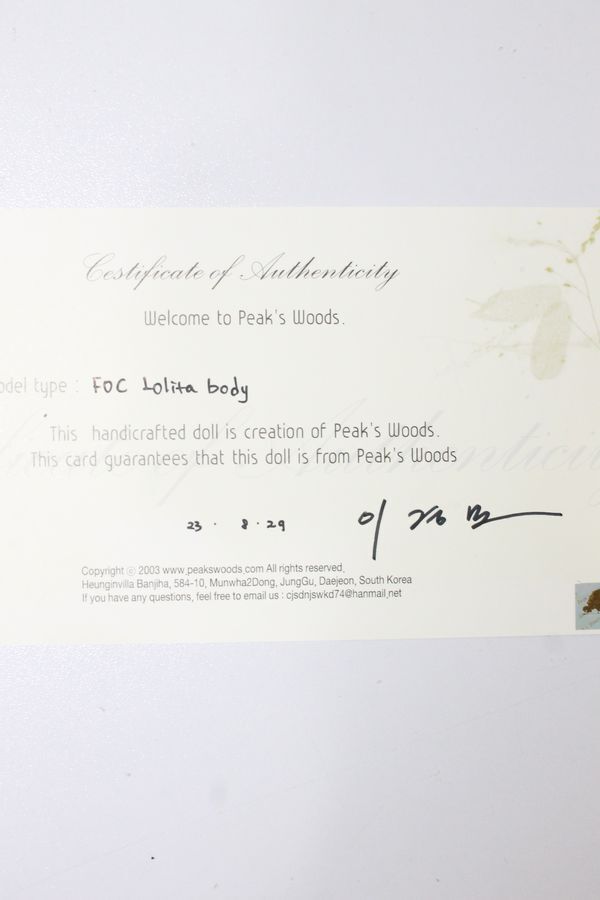 Certificate of Authenticity
Welcome to Peak's Woods.
odel type : FOC Lolita body
This handicrafted doll is creation of Peak's Woods.
This card guarantees that this doll is from Peak's Woods
23 . 8 . 29
Copyright ⓒ 2003 www.peakswoods.com All rights reserved.
Heunginvilla Banjiha, 584-10, Munwha2Dong, JungGu, Daejeon, South Korea
If you have any questions, feel free to email us : cjsdnjswkd74@hanmail.net